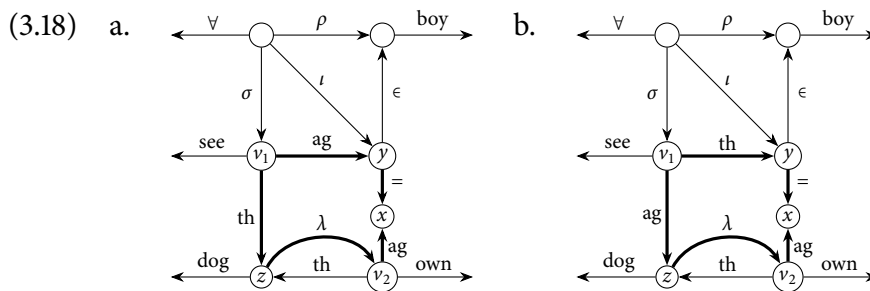 (3.18) a. ∀ ρ boy b. ∀ ρ boy
σ ι ∈ σ ι ∈
see v₁ ag y see v₁ th y
= =
th x ag x
λ ag λ ag
dog z th v₂ own dog z th v₂ own